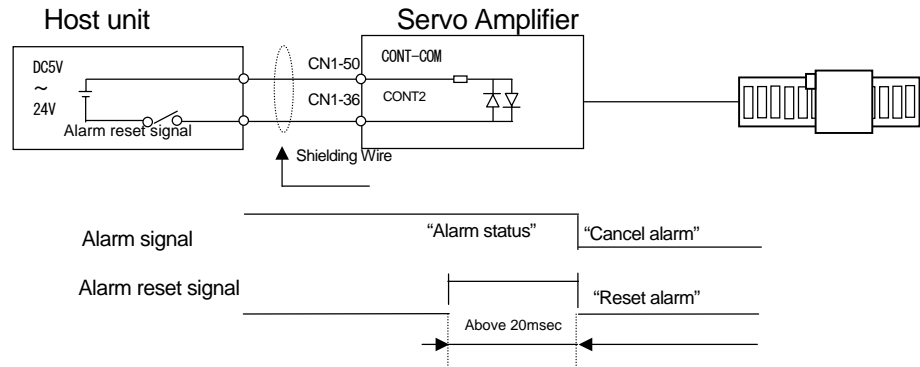 Host unit
Servo Amplifier
DC5V
～
24V
Alarm reset signal
CN1-50
CN1-36
CONT-COM
CONT2
Shielding Wire
Alarm signal
“Alarm status”
“Cancel alarm”
Alarm reset signal
“Reset alarm”
Above 20msec